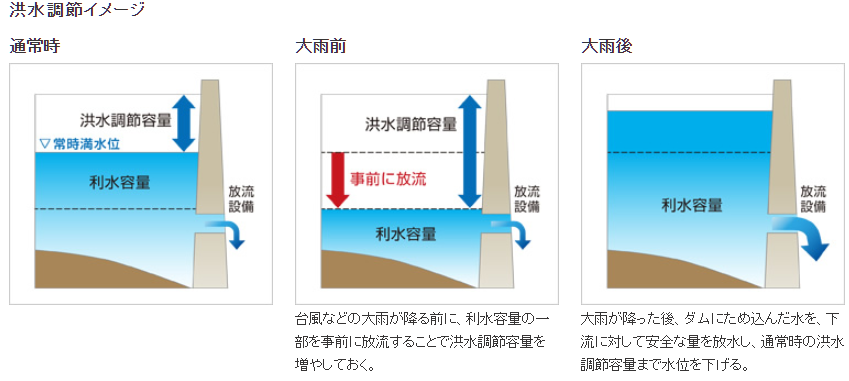 洪水調節イメージ
通常時
洪水調節容量
▽常時満水位
利水容量
放流
設備
大雨前
洪水調節容量
事前に放流
利水容量
放流
設備
台風などの大雨が降る前に、利水容量の一
部を事前に放流することで洪水調節容量を
増やしておく。
大雨後
利水容量
放流
設備
大雨が降った後、ダムにため込んだ水を、下
流に対して安全な量を放水し、通常時の洪水
調節容量まで水位を下げる。